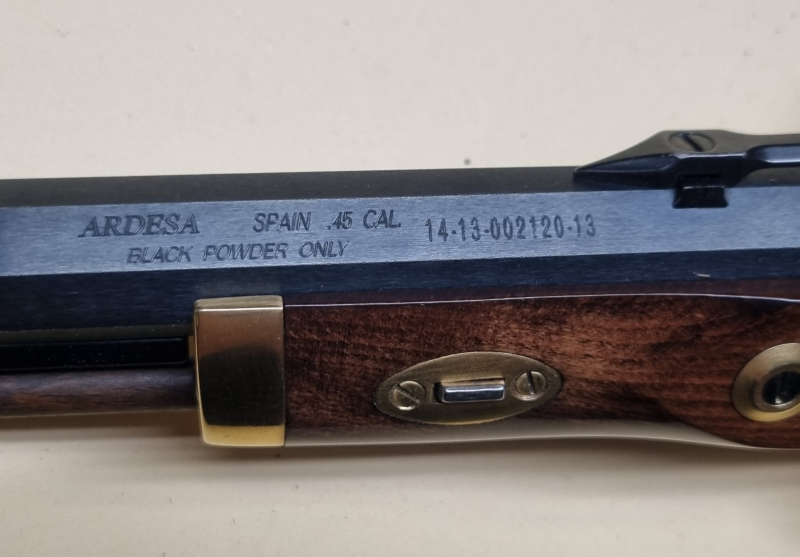 ARDESA SPAIN .45 CAL. 14-13-002120-13
BLACK POWDER ONLY